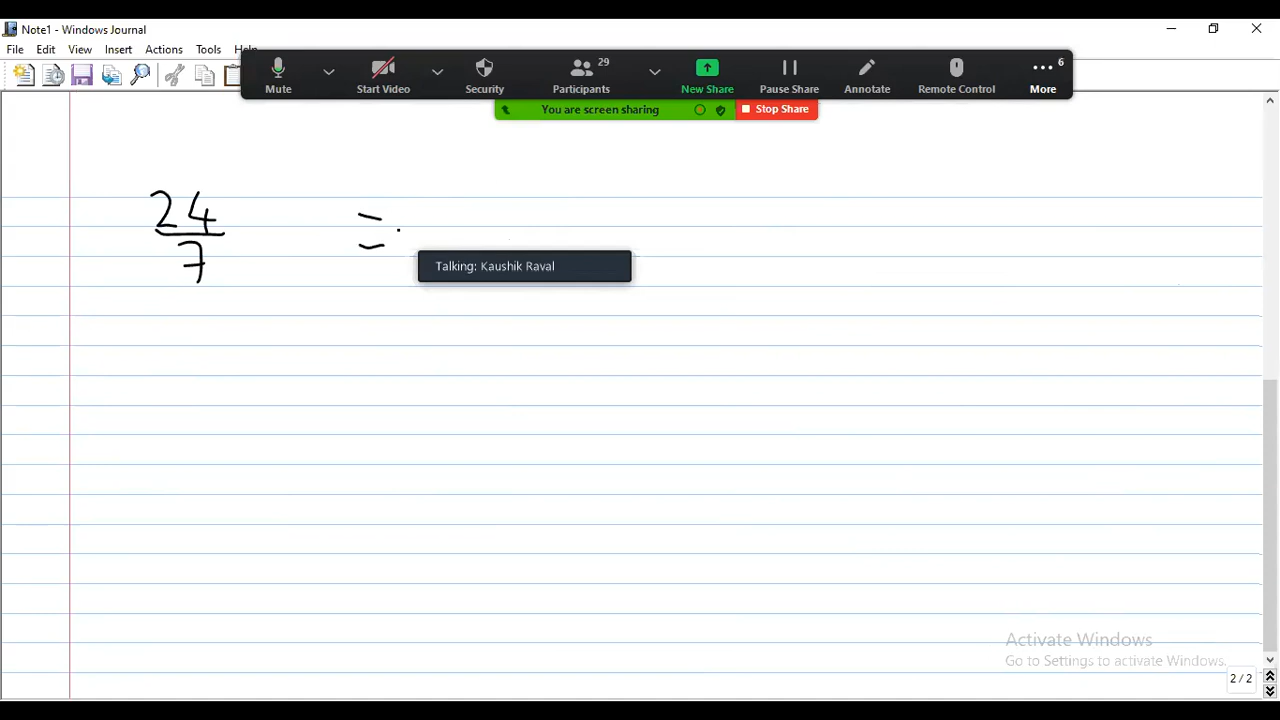 Note1 - Windows Journal
File Edit View Insert Actions Tools Help
29
6
Mute Start Video Security Participants New Share Pause Share Annotate Remote Control More
You are screen sharing Stop Share
24
7
=
Talking: Kaushik Raval
Activate Windows
Go to Settings to activate Windows.
2 / 2